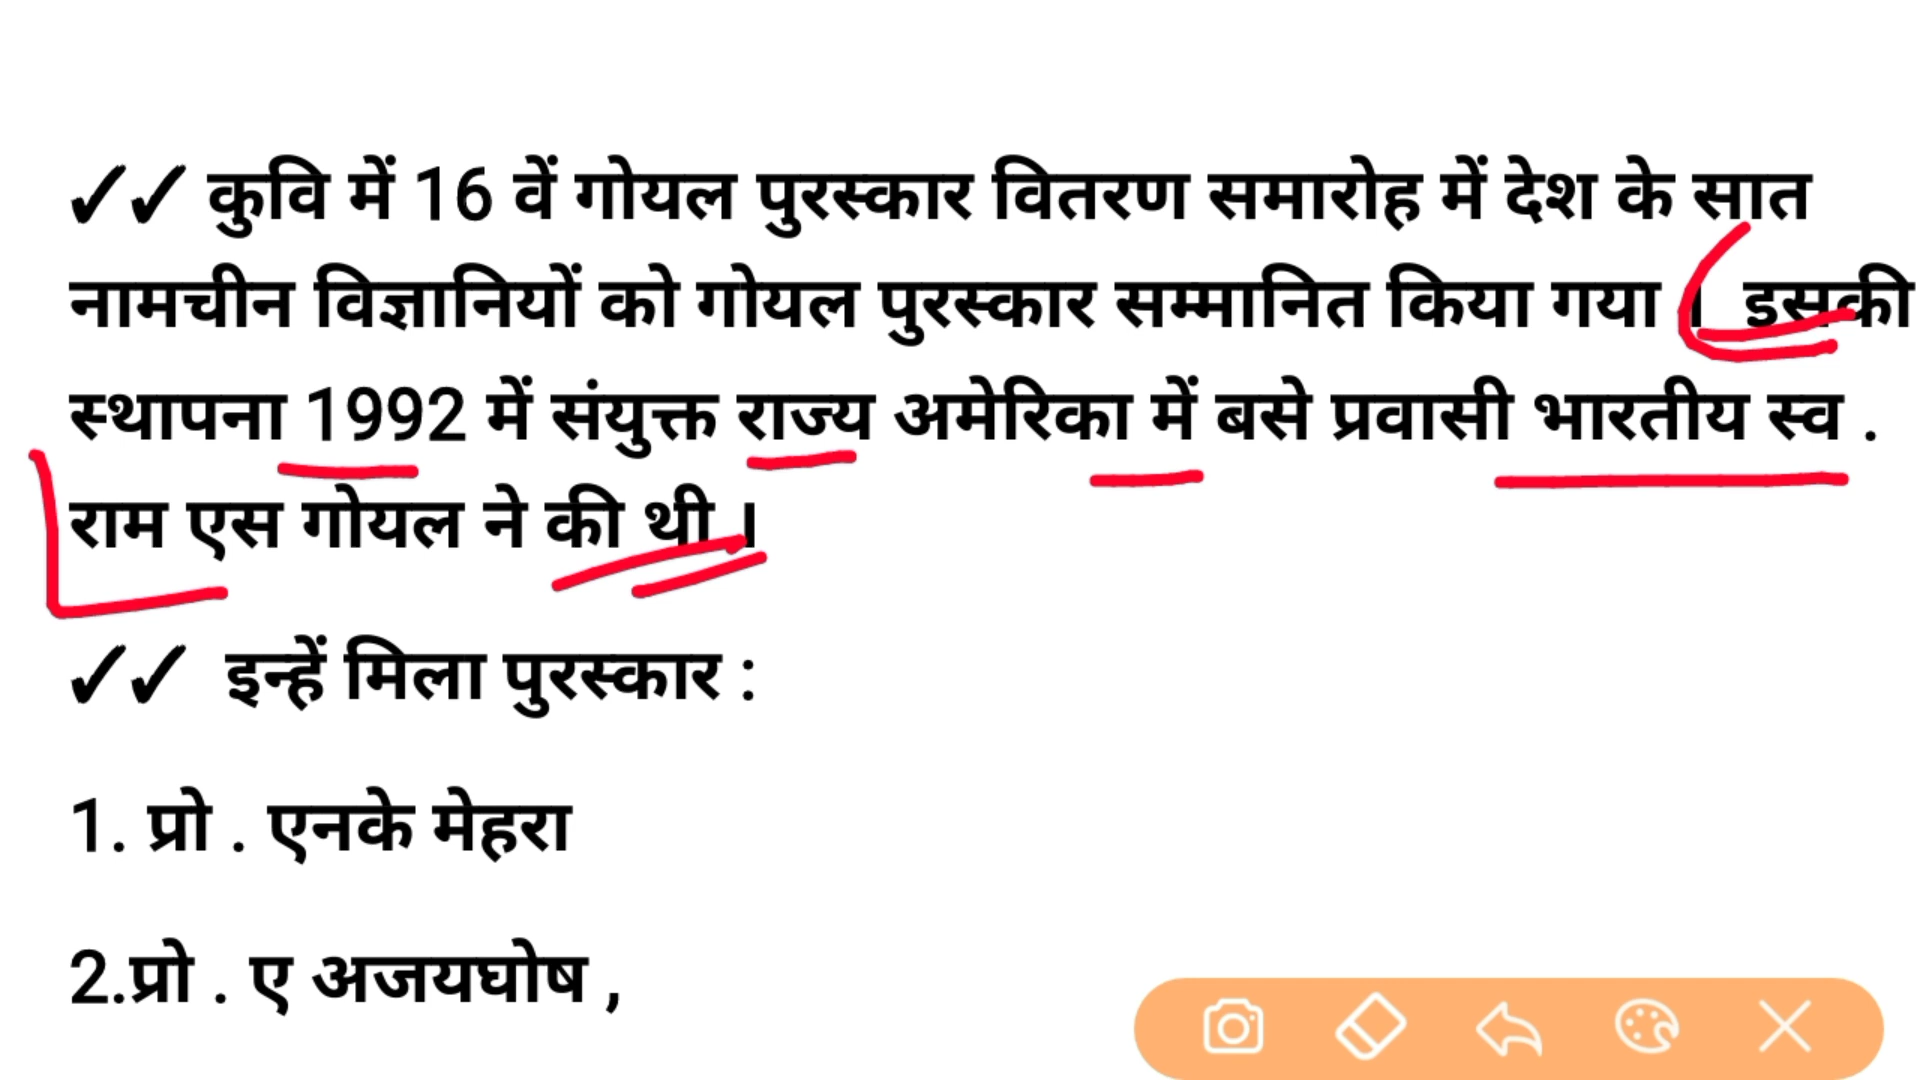 ✓✓ कुवि में 16 वें गोयल पुरस्कार वितरण समारोह में देश के सात
नामचीन विज्ञानियों को गोयल पुरस्कार सम्मानित किया गया । इसकी
स्थापना 1992 में संयुक्त राज्य अमेरिका में बसे प्रवासी भारतीय स्व .
राम एस गोयल ने की थी ।
✓✓ इन्हें मिला पुरस्कार :
1. प्रो . एनके मेहरा
2.प्रो . ए अजयघोष ,